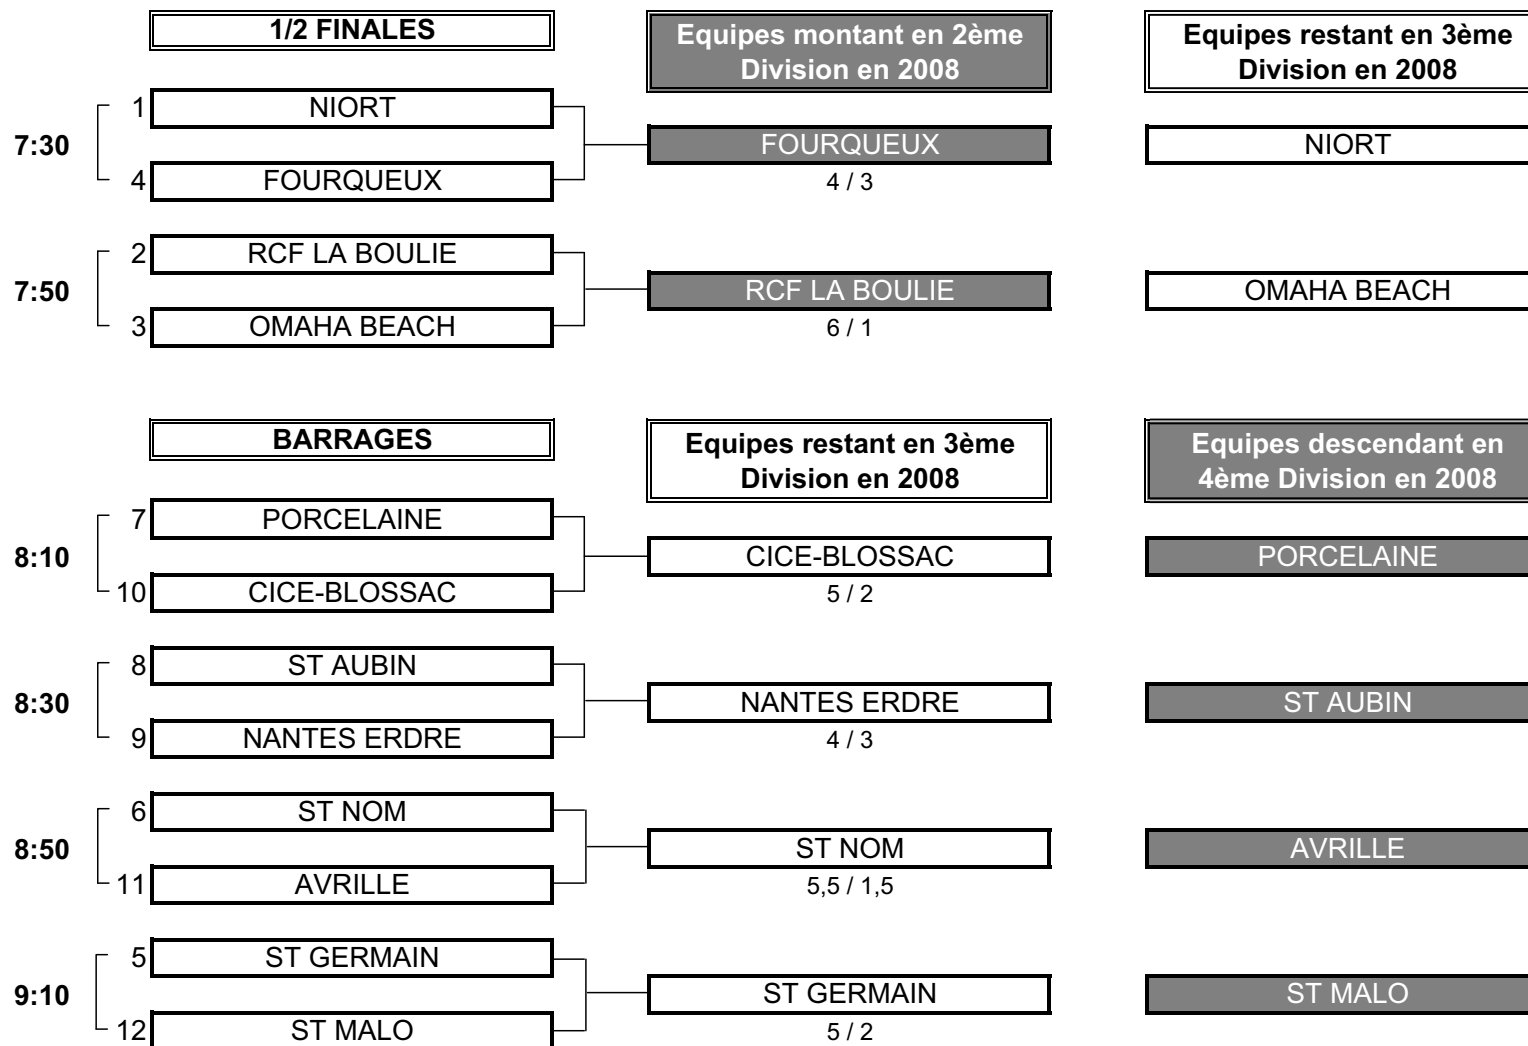 1/2 FINALES
Equipes montant en 2ème
Division en 2008
Equipes restant en 3ème
Division en 2008
1 NIORT
7:30 FOURQUEUX NIORT
4 FOURQUEUX 4 / 3
2 RCF LA BOULIE
7:50 RCF LA BOULIE OMAHA BEACH
3 OMAHA BEACH 6 / 1
BARRAGES
Equipes restant en 3ème
Division en 2008
Equipes descendant en
4ème Division en 2008
7 PORCELAINE
8:10 CICE-BLOSSAC PORCELAINE
10 CICE-BLOSSAC 5 / 2
8 ST AUBIN
8:30 NANTES ERDRE ST AUBIN
9 NANTES ERDRE 4 / 3
6 ST NOM
8:50 ST NOM AVRILLE
11 AVRILLE 5,5 / 1,5
5 ST GERMAIN
9:10 ST GERMAIN ST MALO
12 ST MALO 5 / 2